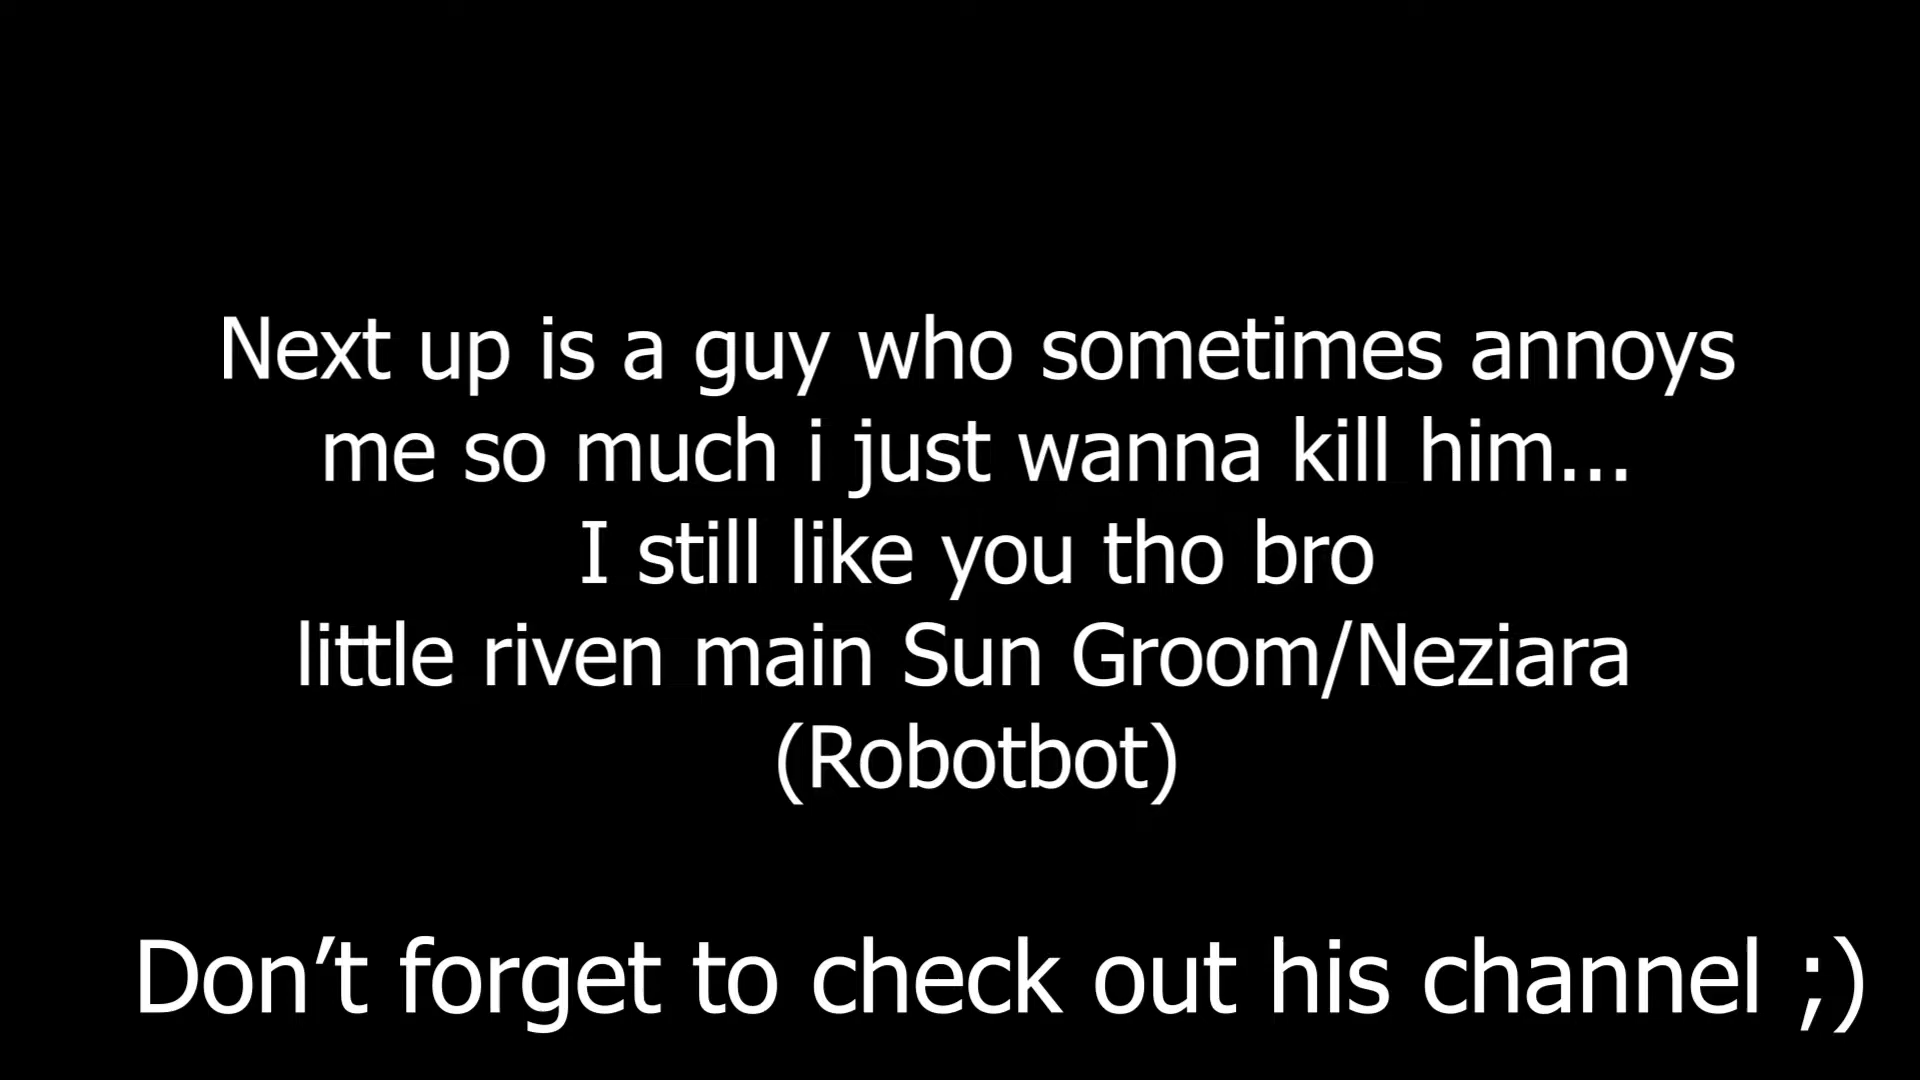 Next up is a guy who sometimes annoys
me so much i just wanna kill him...
I still like you tho bro
little riven main Sun Groom/Neziara
(Robotbot)
Don’t forget to check out his channel ;)